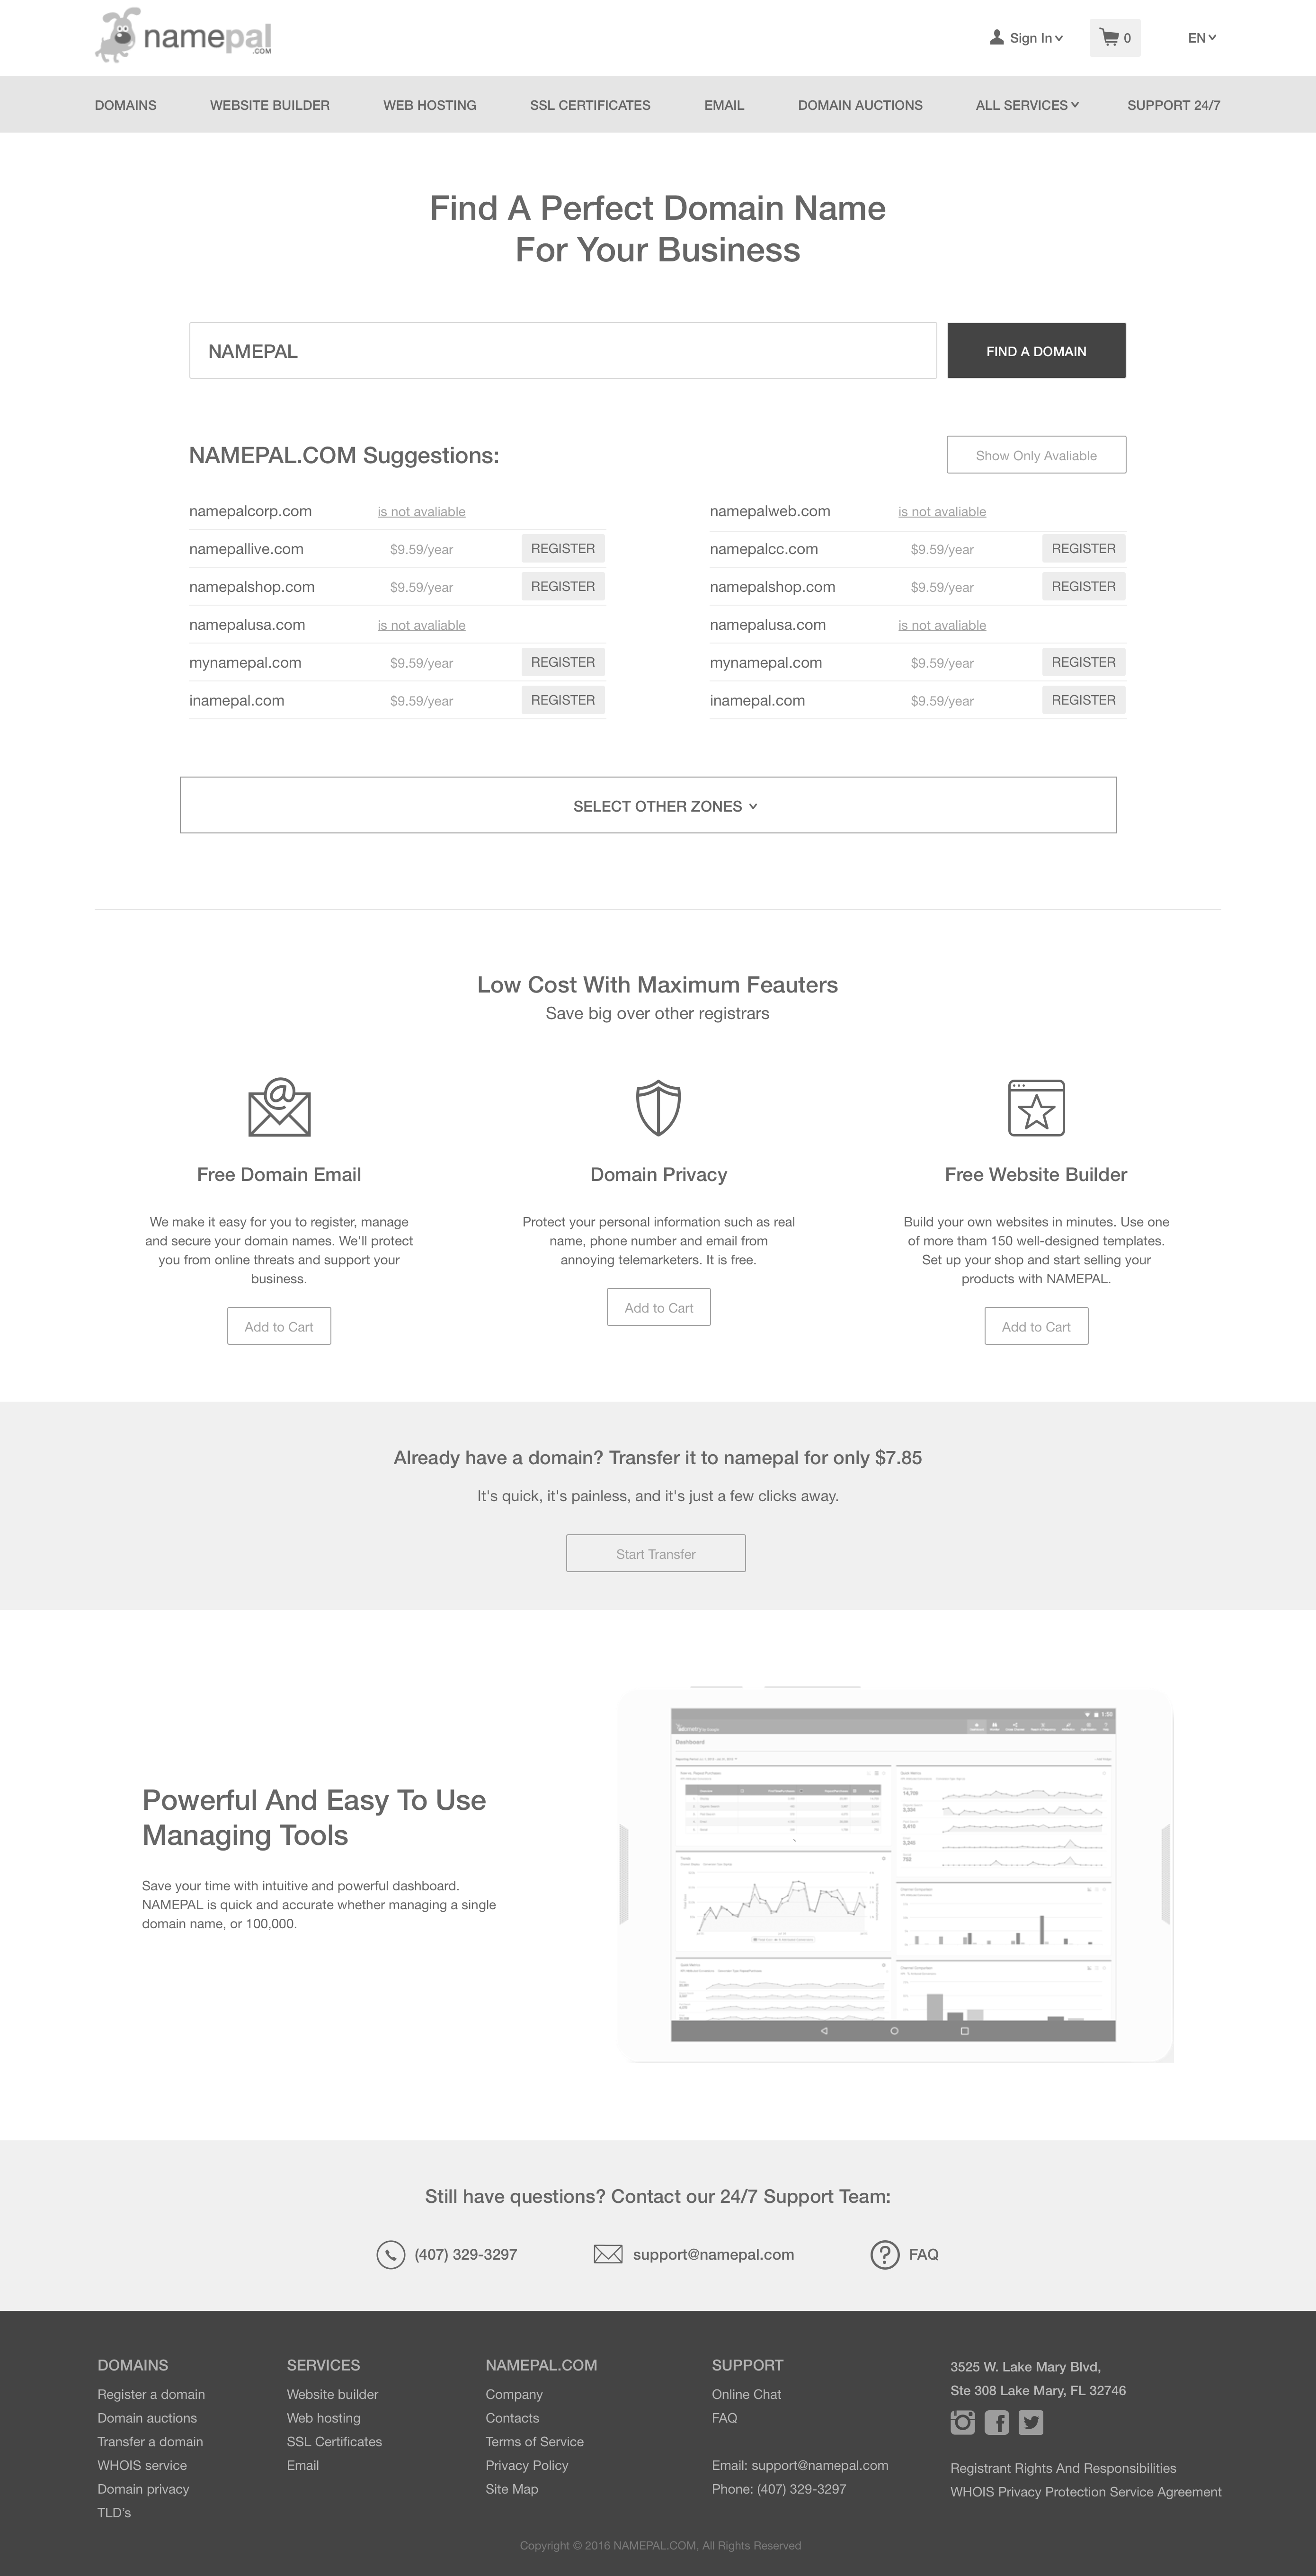 namepal
.COM
Sign In
0
EN
DOMAINS
WEBSITE BUILDER
WEB HOSTING
SSL CERTIFICATES
EMAIL
DOMAIN AUCTIONS
ALL SERVICES
SUPPORT 24/7
Find A Perfect Domain Name
For Your Business
NAMEPAL
FIND A DOMAIN
NAMEPAL.COM Suggestions:
Show Only Avaliable
namepalcorp.com is not avaliable
namepallive.com $9.59/year REGISTER
namepalshop.com $9.59/year REGISTER
namepalusa.com is not avaliable
mynamepal.com $9.59/year REGISTER
inamepal.com $9.59/year REGISTER
namepalweb.com is not avaliable
namepalcc.com $9.59/year REGISTER
namepalshop.com $9.59/year REGISTER
namepalusa.com is not avaliable
mynamepal.com $9.59/year REGISTER
inamepal.com $9.59/year REGISTER
SELECT OTHER ZONES
Low Cost With Maximum Feauters
Save big over other registrars
Free Domain Email
We make it easy for you to register, manage
and secure your domain names. We'll protect
you from online threats and support your
business.
Add to Cart
Domain Privacy
Protect your personal information such as real
name, phone number and email from
annoying telemarketers. It is free.
Add to Cart
Free Website Builder
Build your own websites in minutes. Use one
of more tham 150 well-designed templates.
Set up your shop and start selling your
products with NAMEPAL.
Add to Cart
Already have a domain? Transfer it to namepal for only $7.85
It's quick, it's painless, and it's just a few clicks away.
Start Transfer
Powerful And Easy To Use
Managing Tools
Save your time with intuitive and powerful dashboard.
NAMEPAL is quick and accurate whether managing a single
domain name, or 100,000.
1:50
Dashboard
Still have questions? Contact our 24/7 Support Team:
(407) 329-3297
support@namepal.com
FAQ
DOMAINS
Register a domain
Domain auctions
Transfer a domain
WHOIS service
Domain privacy
TLD's
SERVICES
Website builder
Web hosting
SSL Certificates
Email
NAMEPAL.COM
Company
Contacts
Terms of Service
Privacy Policy
Site Map
SUPPORT
Online Chat
FAQ
Email: support@namepal.com
Phone: (407) 329-3297
3525 W. Lake Mary Blvd,
Ste 308 Lake Mary, FL 32746
Registrant Rights And Responsibilities
WHOIS Privacy Protection Service Agreement
Copyright © 2016 NAMEPAL.COM, All Rights Reserved